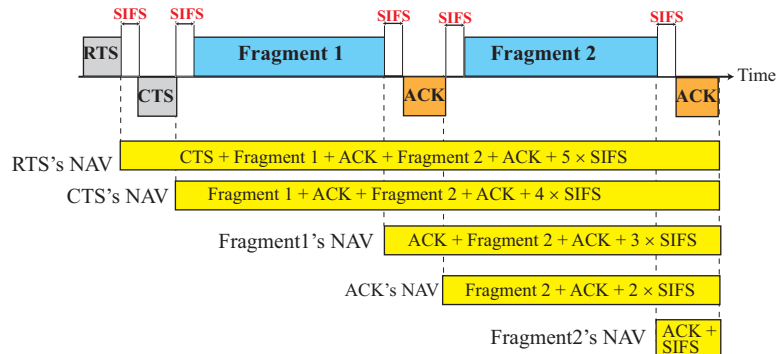 SIFS SIFS SIFS SIFS SIFS
RTS Fragment 1 Fragment 2
Time
CTS ACK ACK
RTS's NAV CTS + Fragment 1 + ACK + Fragment 2 + ACK + 5 × SIFS
CTS's NAV Fragment 1 + ACK + Fragment 2 + ACK + 4 × SIFS
Fragment1's NAV ACK + Fragment 2 + ACK + 3 × SIFS
ACK's NAV Fragment 2 + ACK + 2 × SIFS
Fragment2's NAV ACK +
SIFS